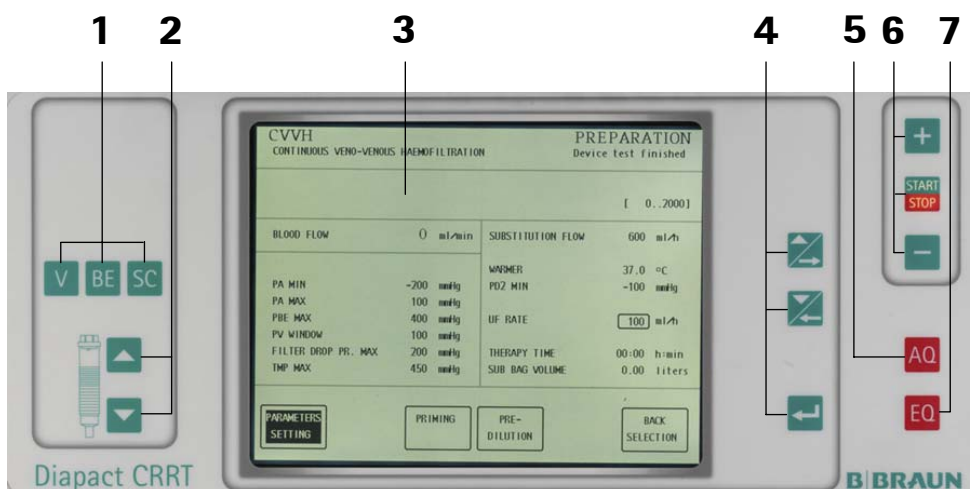 1 2 3 4 5 6 7
CVVH PREPARATION
CONTINUOUS VENO-VENOUS HAEMOFILTRATION Device test finished
[ 0..2000]
BLOOD FLOW 0 ml/min SUBSTITUTION FLOW 600 ml/h
WARMER 37.0 °C
PA MIN -200 mmHg PD2 MIN -100 mmHg
PA MAX 100 mmHg
PBE MAX 400 mmHg UF RATE 100 ml/h
PV WINDOW 100 mmHg
FILTER DROP PR. MAX 200 mmHg THERAPY TIME 00:00 h:min
TMP MAX 450 mmHg SUB BAG VOLUME 0.00 liters
PARAMETERS SETTING
PRIMING
PRE-DILUTION
BACK SELECTION
V BE SC
+
START
STOP
−
AQ
EQ
Diapact CRRT
B|BRAUN